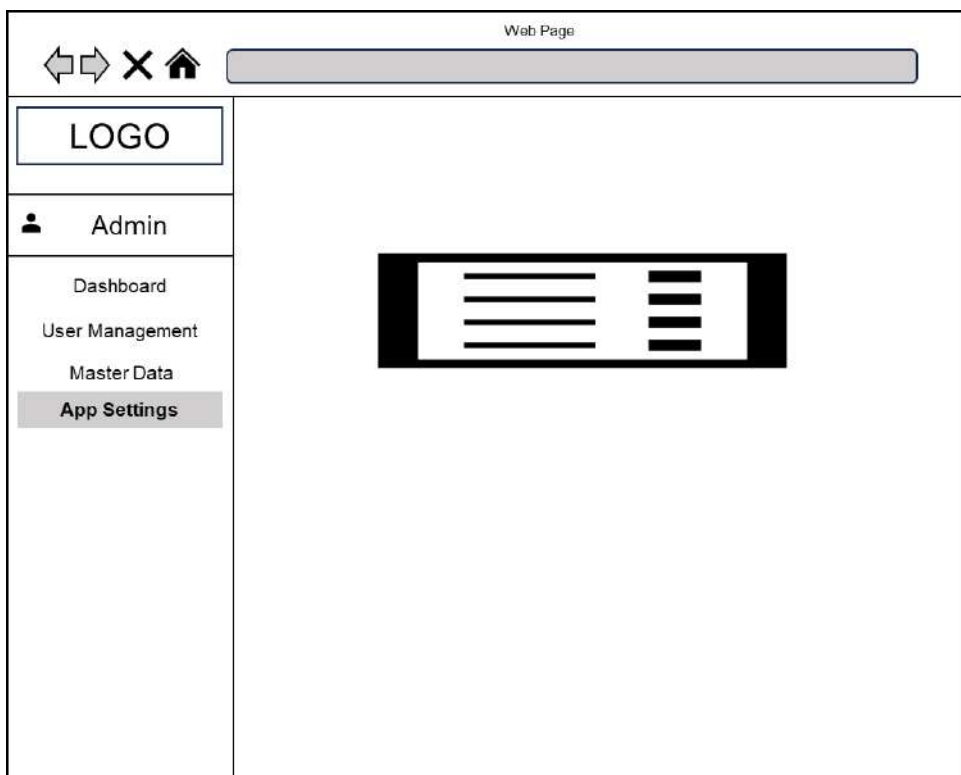 Web Page
LOGO
Admin
Dashboard
User Management
Master Data
App Settings